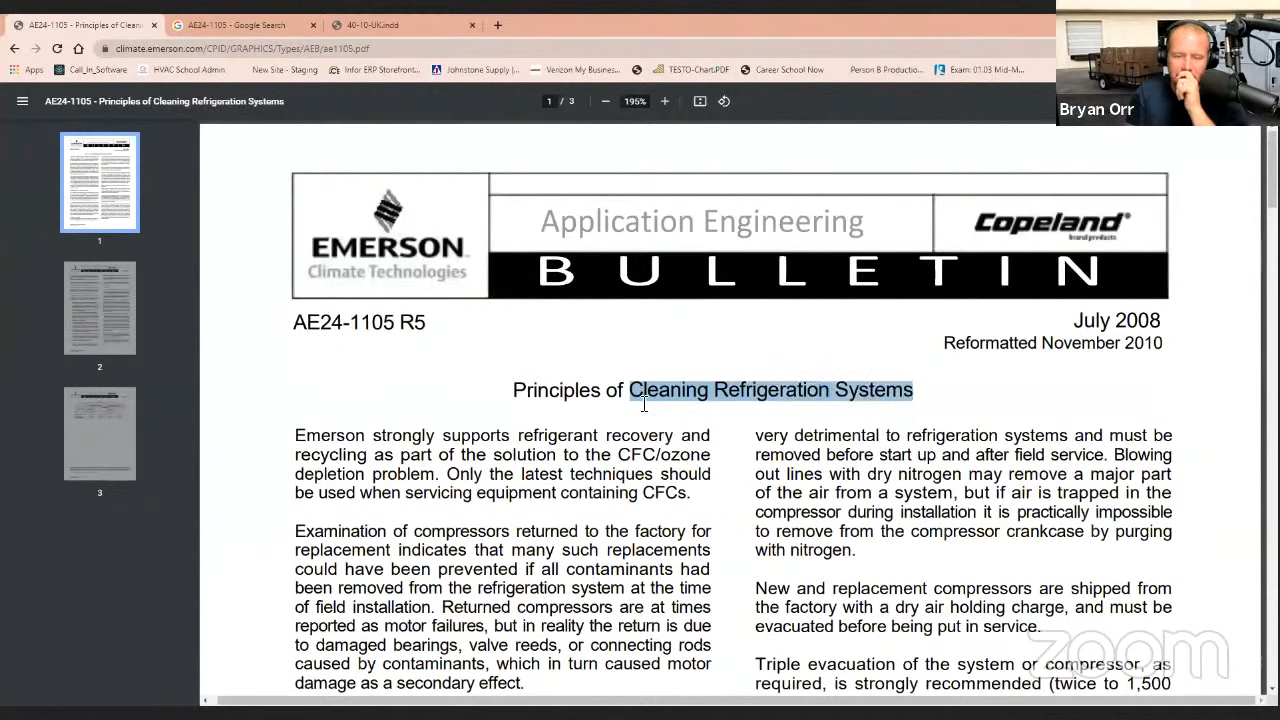 AE24-1105 - Principles of Cleani
AE24-1105 - Google Search
40-10-UK.indd
climate.emerson.com/CPID/GRAPHICS/Types/AEB/ae1105.pdf
Apps
Call_In_Software
HVAC School Admin
New Site - Staging
Infor ERP Storefront...
Johnstone Supply |...
Verizon My Business...
TESTO-Chart.PDF
Career School Now
Person B Productio...
Exam: 01.03 Mid-M...
Bryan Orr
AE24-1105 - Principles of Cleaning Refrigeration Systems
1 / 3
195%
1
2
3
EMERSON
Climate Technologies
Application Engineering
Copeland®
brand products
BULLETIN
AE24-1105 R5
July 2008
Reformatted November 2010
Principles of Cleaning Refrigeration Systems
Emerson strongly supports refrigerant recovery and
recycling as part of the solution to the CFC/ozone
depletion problem. Only the latest techniques should
be used when servicing equipment containing CFCs.
Examination of compressors returned to the factory for
replacement indicates that many such replacements
could have been prevented if all contaminants had
been removed from the refrigeration system at the time
of field installation. Returned compressors are at times
reported as motor failures, but in reality the return is due
to damaged bearings, valve reeds, or connecting rods
caused by contaminants, which in turn caused motor
damage as a secondary effect.
very detrimental to refrigeration systems and must be
removed before start up and after field service. Blowing
out lines with dry nitrogen may remove a major part
of the air from a system, but if air is trapped in the
compressor during installation it is practically impossible
to remove from the compressor crankcase by purging
with nitrogen.
New and replacement compressors are shipped from
the factory with a dry air holding charge, and must be
evacuated before being put in service.
Triple evacuation of the system or compressor, as
required, is strongly recommended (twice to 1,500
zoom